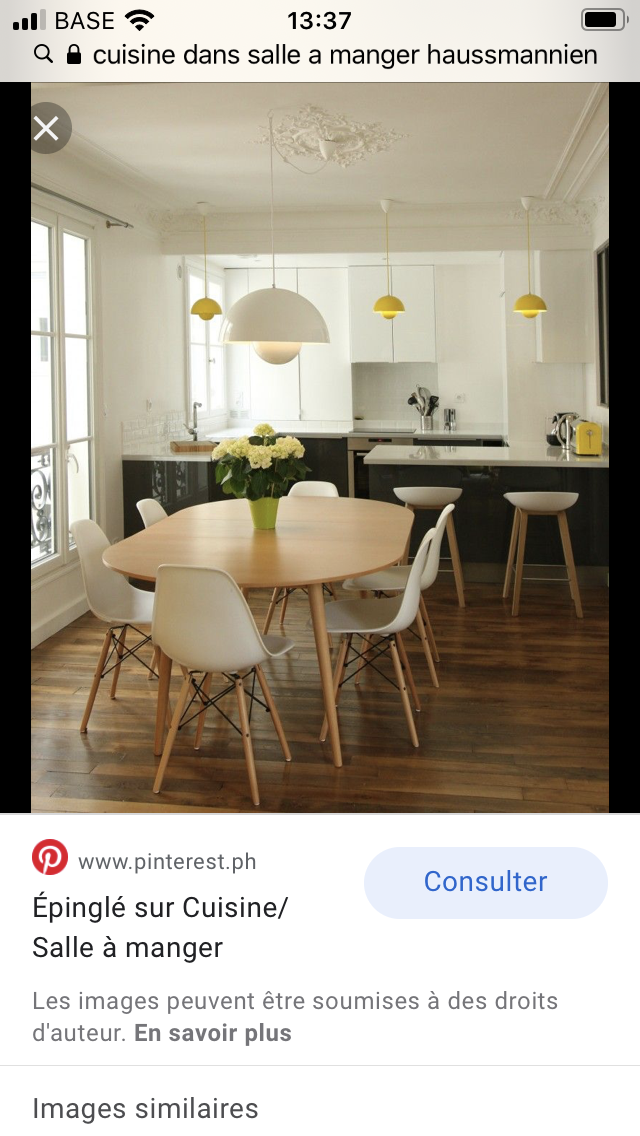 BASE 13:37
cuisine dans salle a manger haussmannien
www.pinterest.ph
Consulter
Épinglé sur Cuisine/
Salle à manger
Les images peuvent être soumises à des droits
d'auteur. En savoir plus
Images similaires